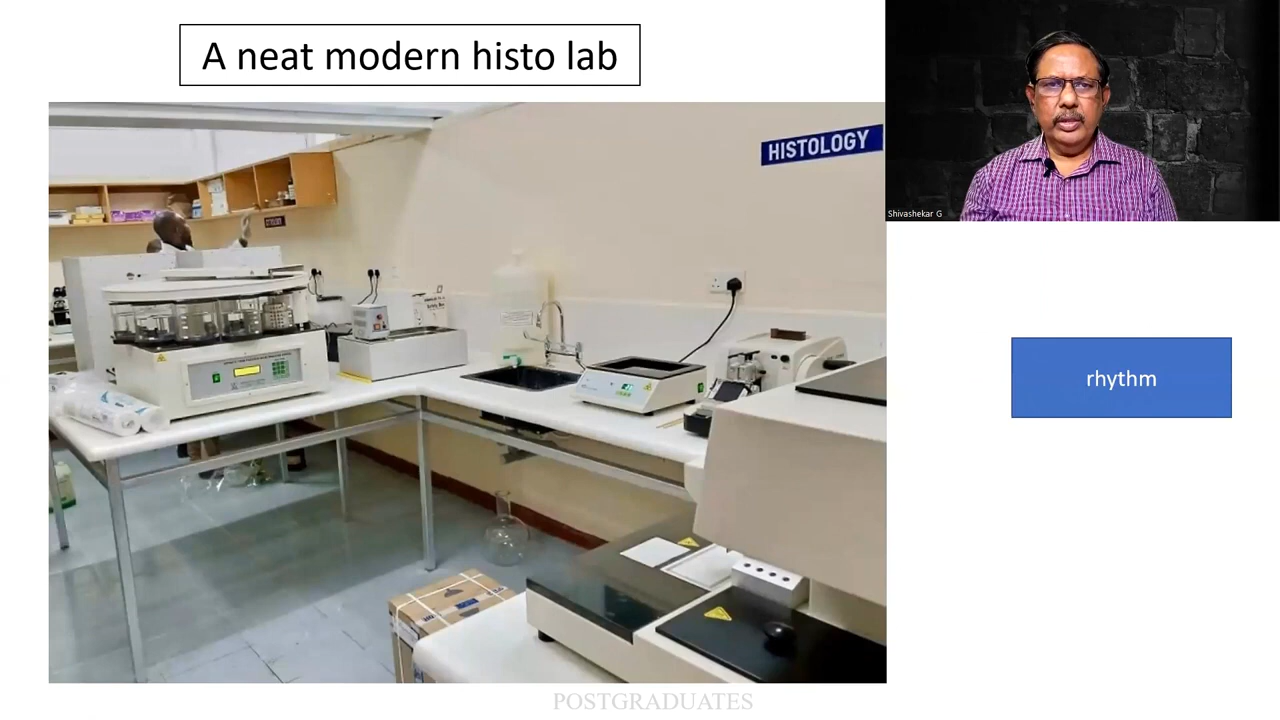 A neat modern histo lab
HISTOLOGY
Shivashekar G
rhythm
POSTGRADUATES